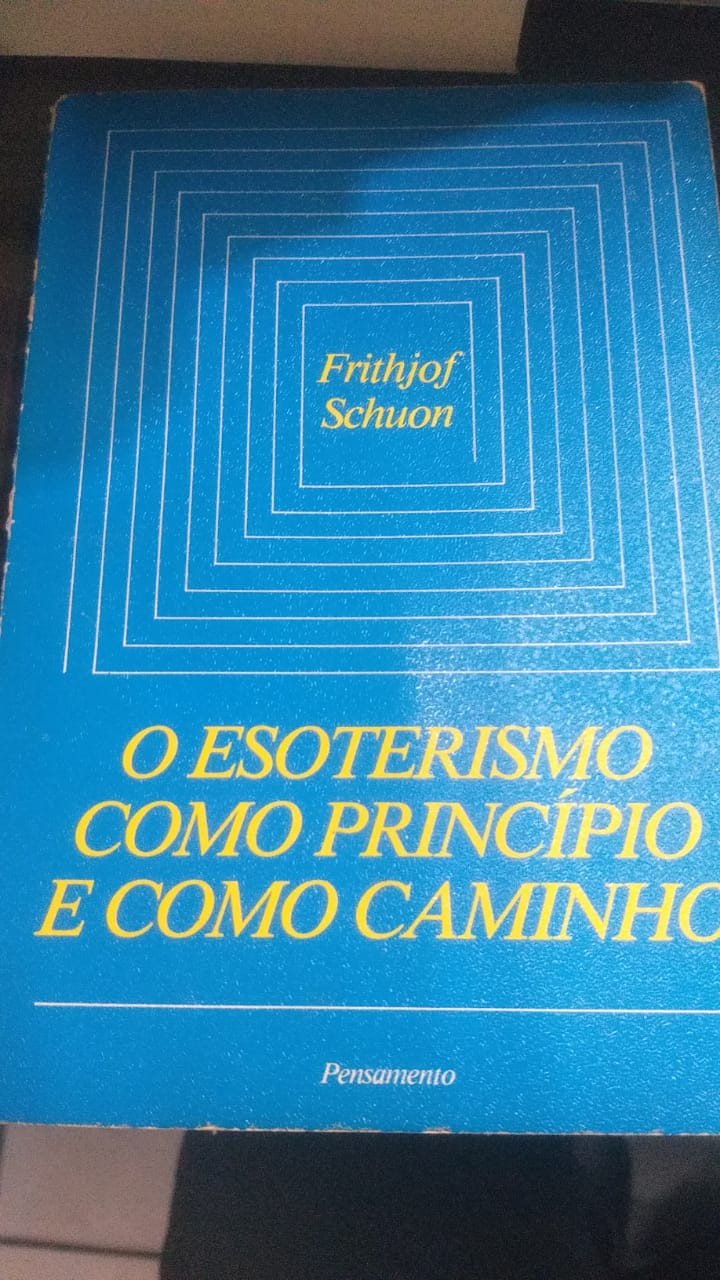 Frithjof
Schuon
O ESOTERISMO
COMO PRINCÍPIO
E COMO CAMINHO
Pensamento